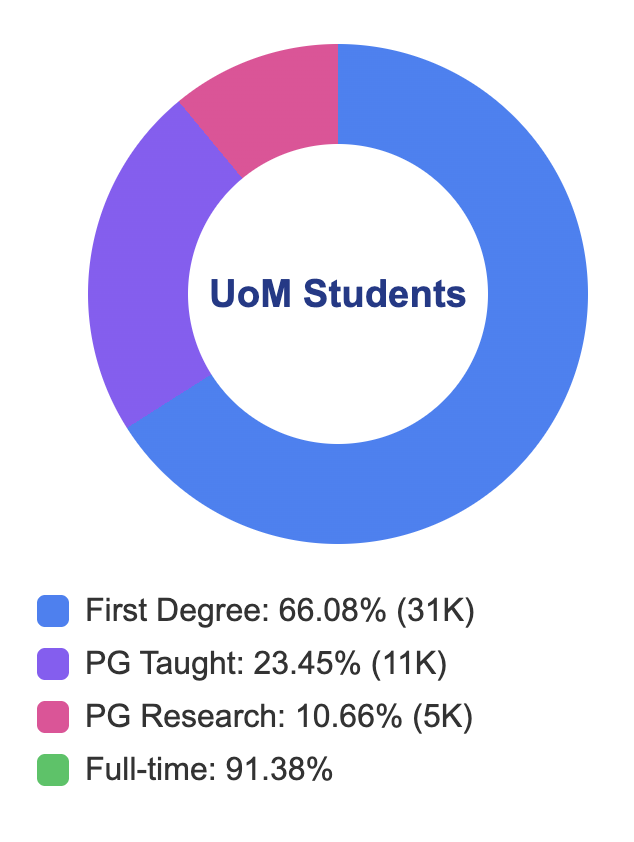 UoM Students
First Degree: 66.08% (31K)
PG Taught: 23.45% (11K)
PG Research: 10.66% (5K)
Full-time: 91.38%